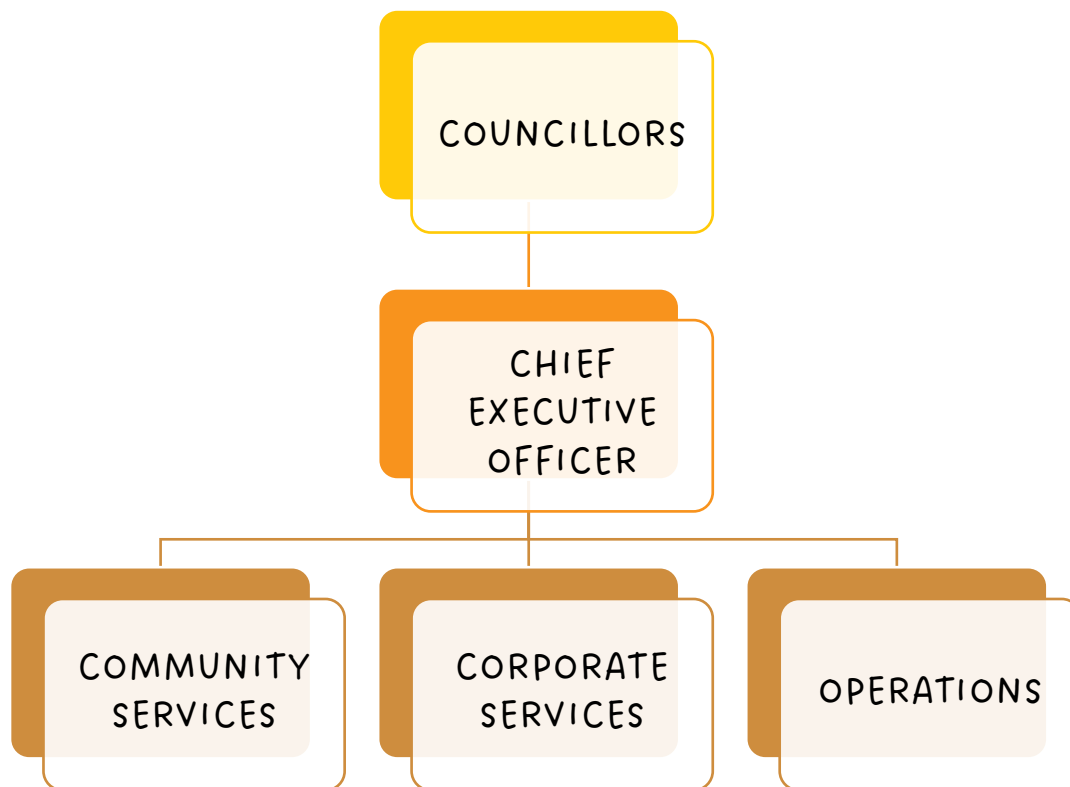 COUNCILLORS
CHIEF
EXECUTIVE
OFFICER
COMMUNITY
SERVICES
CORPORATE
SERVICES
OPERATIONS